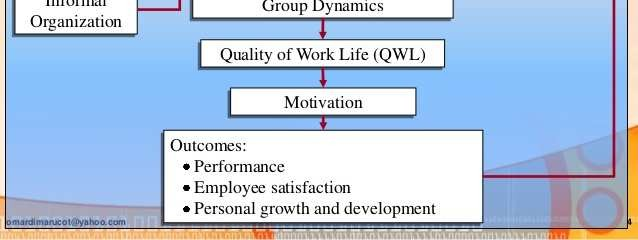 Informal
Organization
Group Dynamics
Quality of Work Life (QWL)
Motivation
Outcomes:
• Performance
• Employee satisfaction
• Personal growth and development
omardimarucot@yahoo.com
4